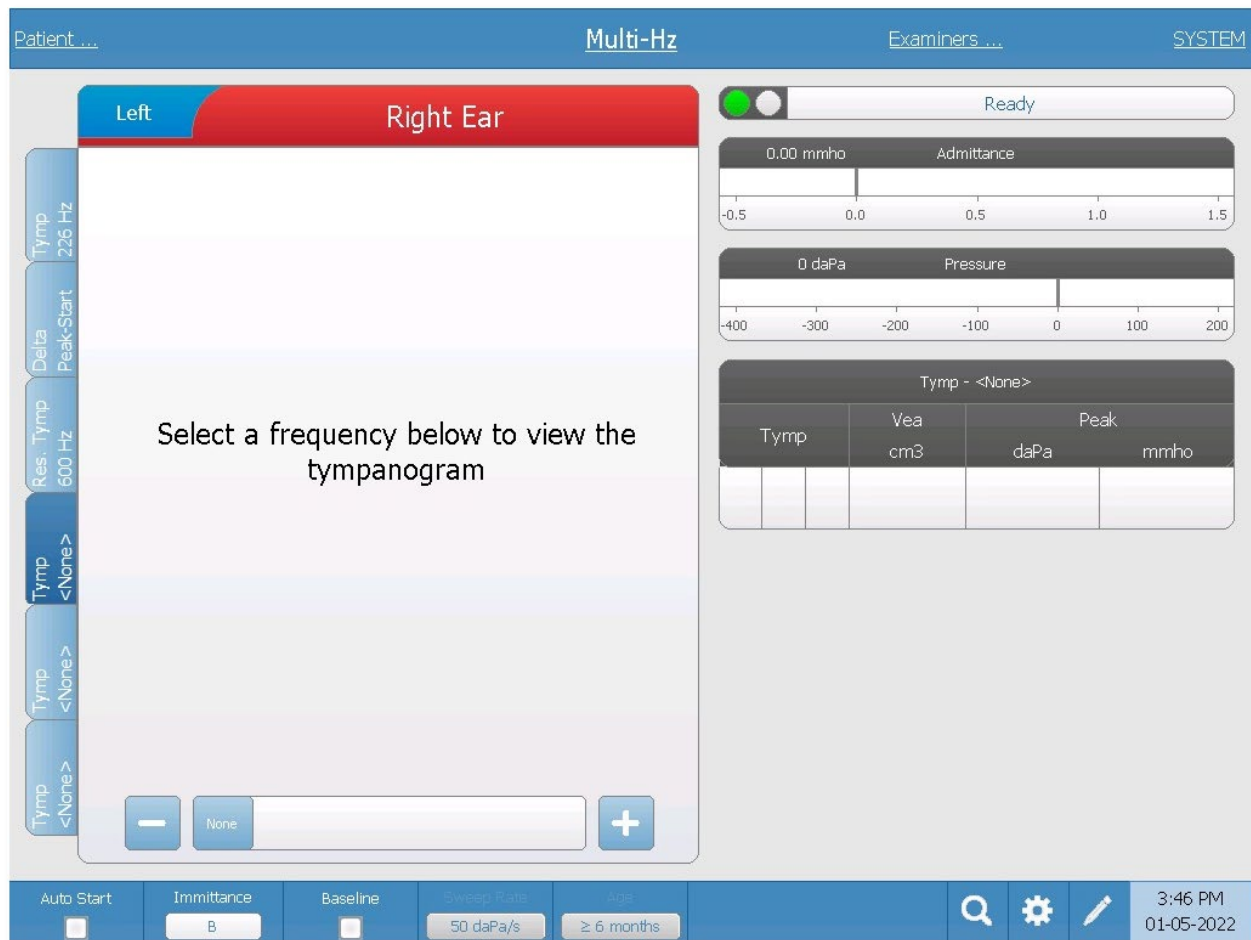 Patient ...
Multi-Hz
Examiners ...
SYSTEM
Left
Right Ear
Tymp
226 Hz
Delta
Peak-Start
Res. Tymp
600 Hz
Tymp
<None>
Tymp
<None>
Tymp
<None>
Select a frequency below to view the
tympanogram
None
Ready
0.00 mmho Admittance
-0.5 0.0 0.5 1.0 1.5
0 daPa Pressure
-400 -300 -200 -100 0 100 200
Tymp - <None>
Tymp
Vea
cm3
Peak
daPa mmho
Auto Start
Immittance
B
Baseline
Sweep Rate
50 daPa/s
Age
≥ 6 months
3:46 PM
01-05-2022